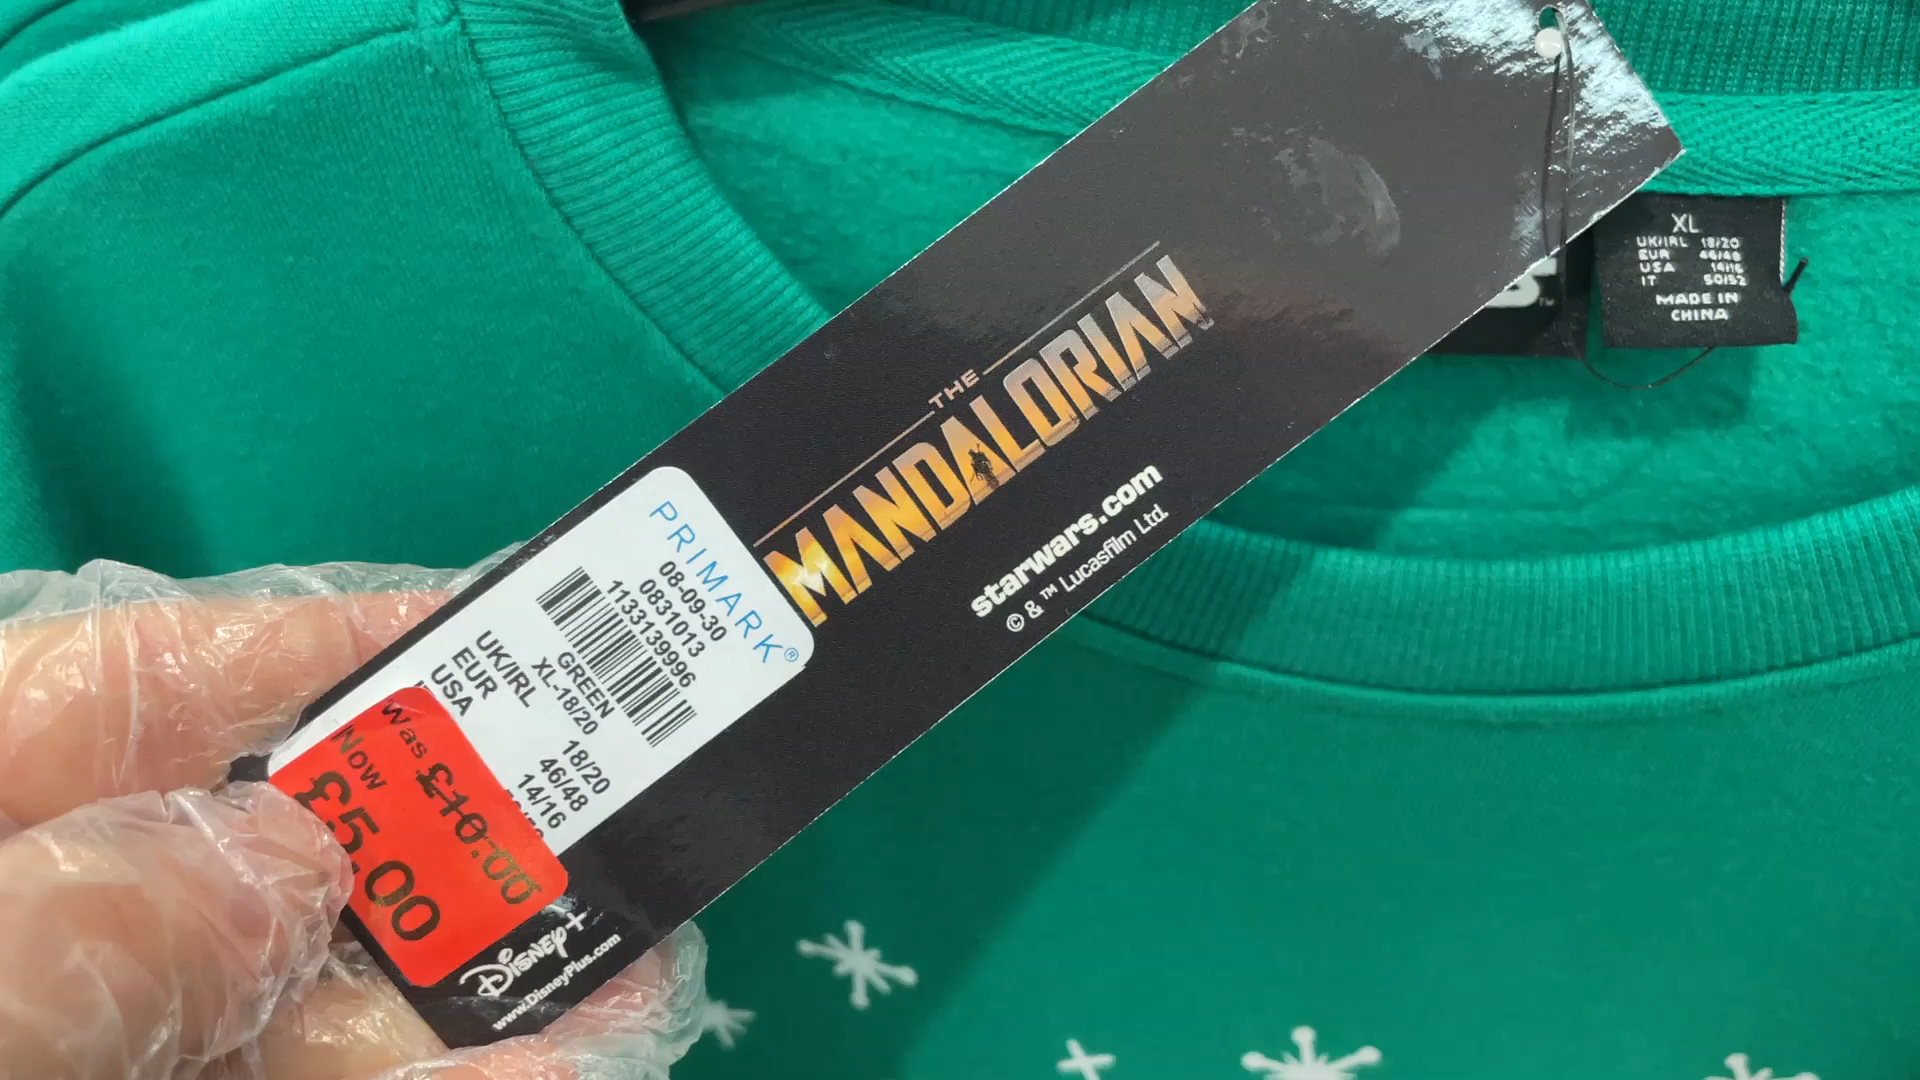 THE
MANDALORIAN
starwars.com
© & ™ Lucasfilm Ltd.
PRIMARK®
08-09-30
0831013
1133139996
GREEN
XL-18/20
UK/IRL 18/20
EUR 46/48
USA 14/16
Was £10.00
Now
£5.00
Disney+
www.DisneyPlus.com
XL
UK/IRL 18/20
EUR 46/48
USA 14/16
IT 50/52
MADE IN
CHINA